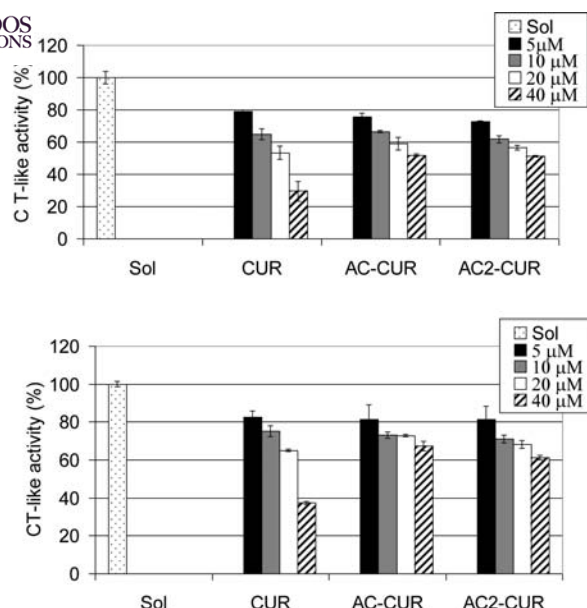 OS
ONS
Sol
5μM
10 μM
20 μM
40 μM
C T-like activity (%)
120
100
80
60
40
20
0
Sol CUR AC-CUR AC2-CUR
Sol
5 μM
10 μM
20 μM
40 μM
CT-like activity (%)
120
100
80
60
40
20
0
Sol CUR AC-CUR AC2-CUR